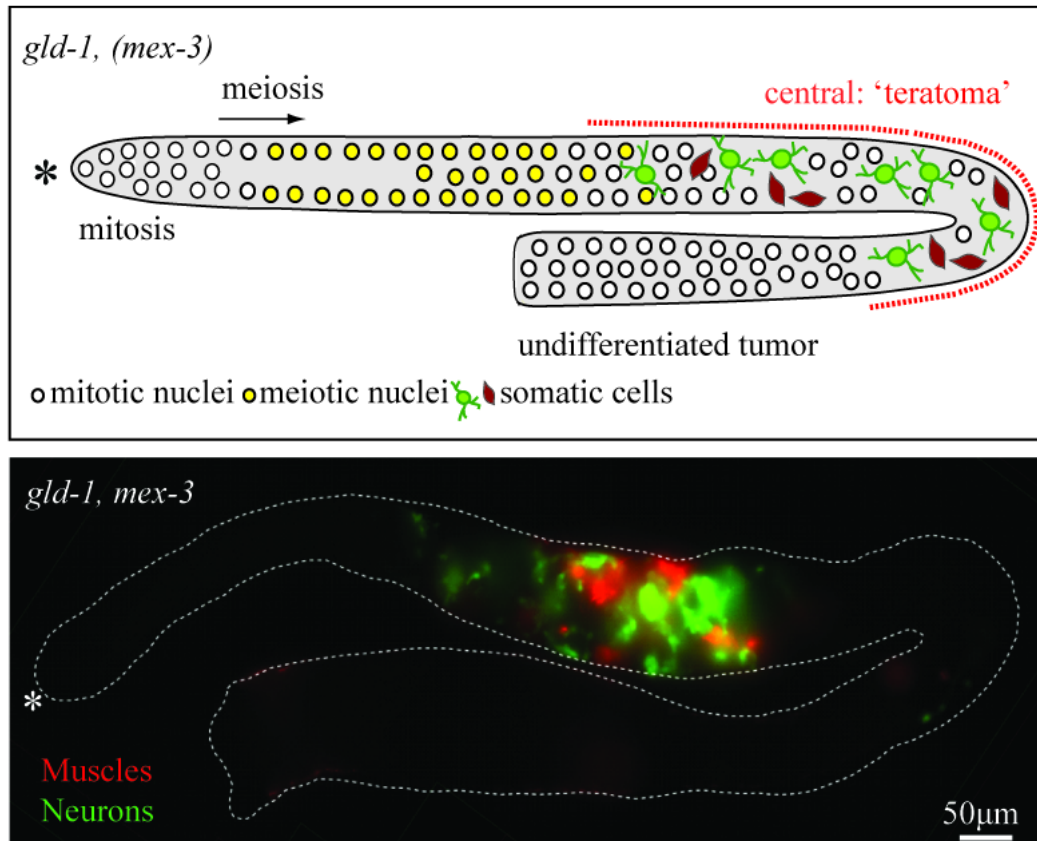 gld-1, (mex-3)
meiosis
central: ‘teratoma’
*
mitosis
undifferentiated tumor
mitotic nuclei meiotic nuclei somatic cells
gld-1, mex-3
*
Muscles
Neurons
50μm